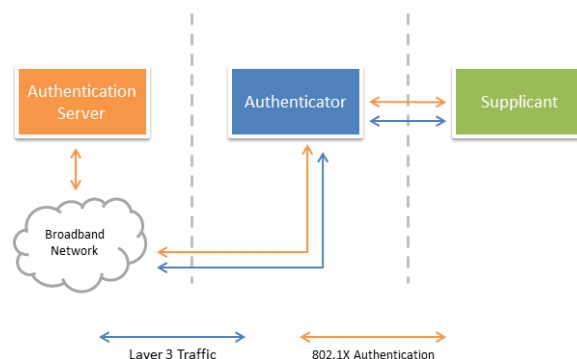 Authentication
Server
Authenticator
Supplicant
Broadband
Network
Layer 3 Traffic
802.1X Authentication